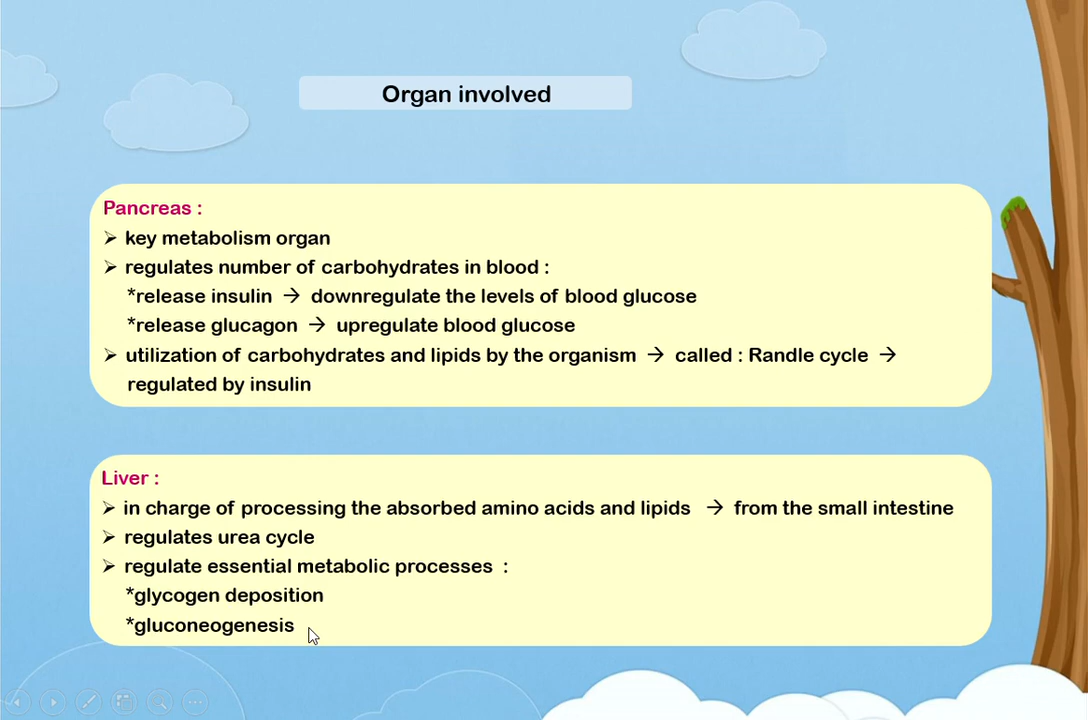 Organ involved
Pancreas :
➢ key metabolism organ
➢ regulates number of carbohydrates in blood :
*release insulin → downregulate the levels of blood glucose
*release glucagon → upregulate blood glucose
➢ utilization of carbohydrates and lipids by the organism → called : Randle cycle →
regulated by insulin
Liver :
➢ in charge of processing the absorbed amino acids and lipids → from the small intestine
➢ regulates urea cycle
➢ regulate essential metabolic processes :
*glycogen deposition
*gluconeogenesis